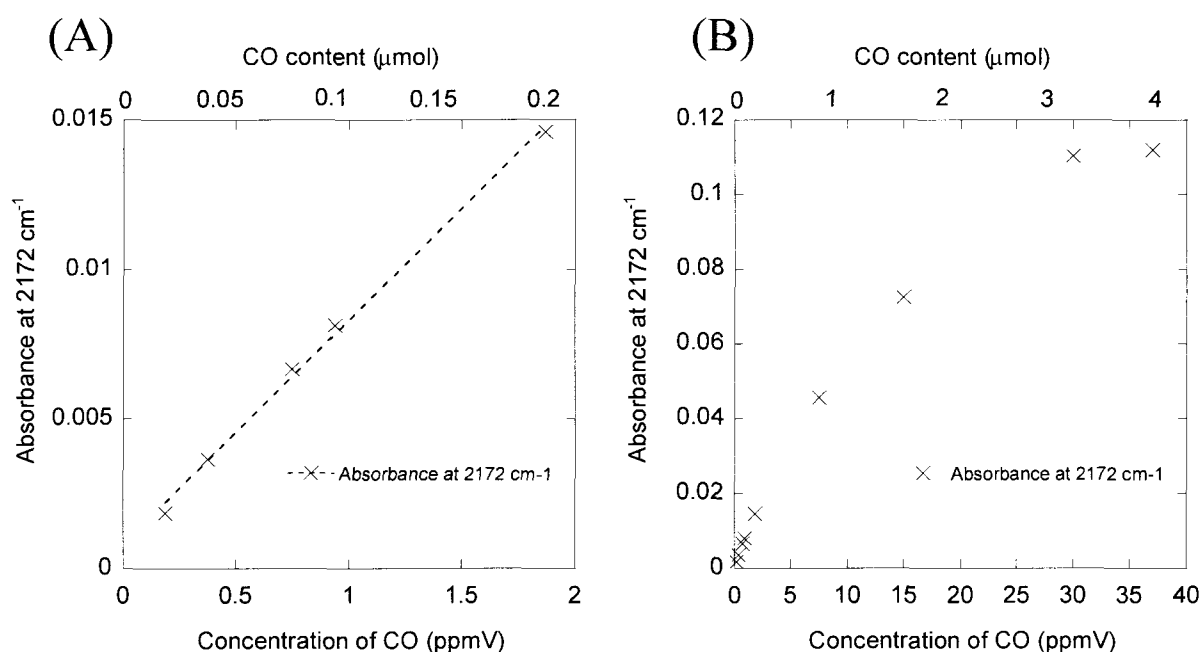 (A)
CO content (μmol)
0 0.05 0.1 0.15 0.2
0.015
0.01
0.005
0
Absorbance at 2172 cm-1
Absorbance at 2172 cm-1
0 0.5 1 1.5 2
Concentration of CO (ppmV)
(B)
CO content (μmol)
0 1 2 3 4
0.12
0.1
0.08
0.06
0.04
0.02
0
Absorbance at 2172 cm-1
Absorbance at 2172 cm-1
0 5 10 15 20 25 30 35 40
Concentration of CO (ppmV)